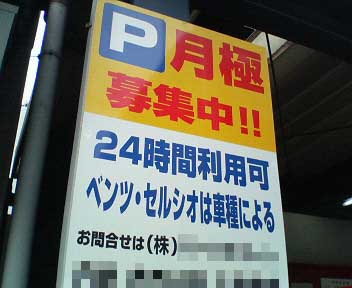 P 月極
募集中!!
24時間利用可
ベンツ・セルシオは車種による
お問合せは(株)